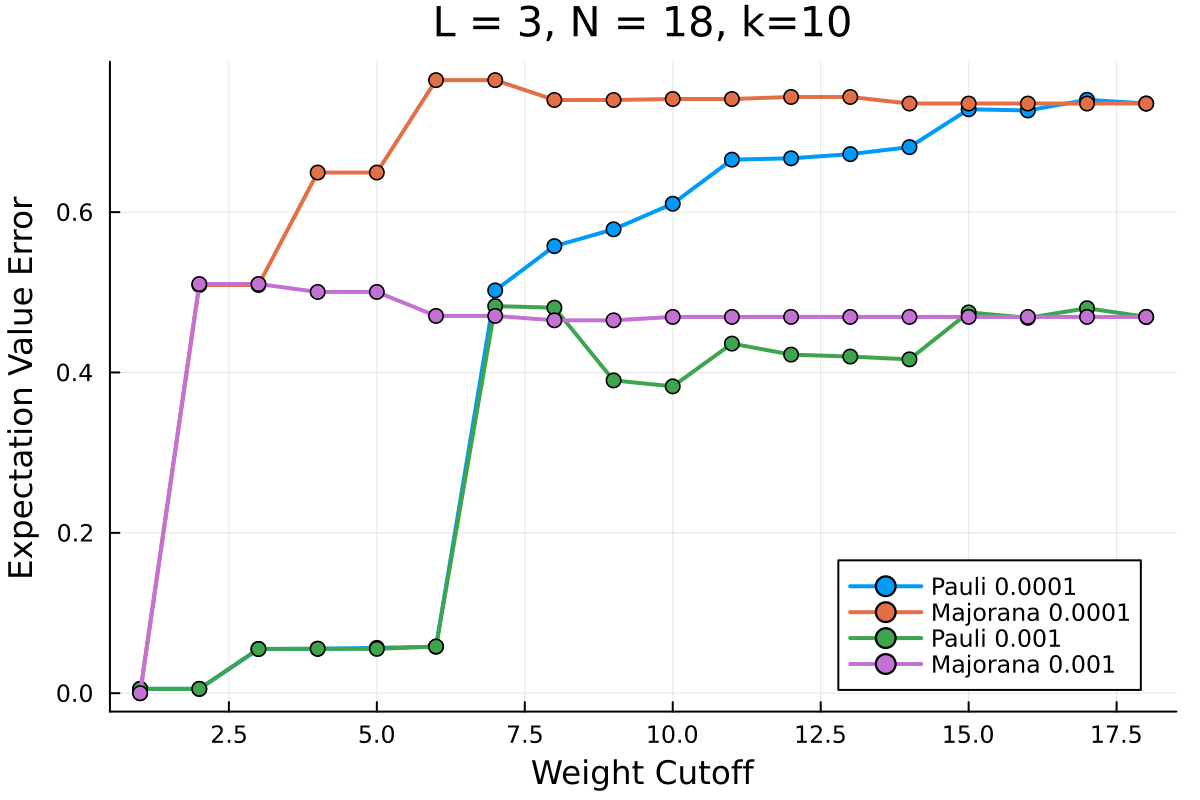 L = 3, N = 18, k=10
Expectation Value Error
0.6
0.4
0.2
0.0
2.5 5.0 7.5 10.0 12.5 15.0 17.5
Weight Cutoff
Pauli 0.0001
Majorana 0.0001
Pauli 0.001
Majorana 0.001